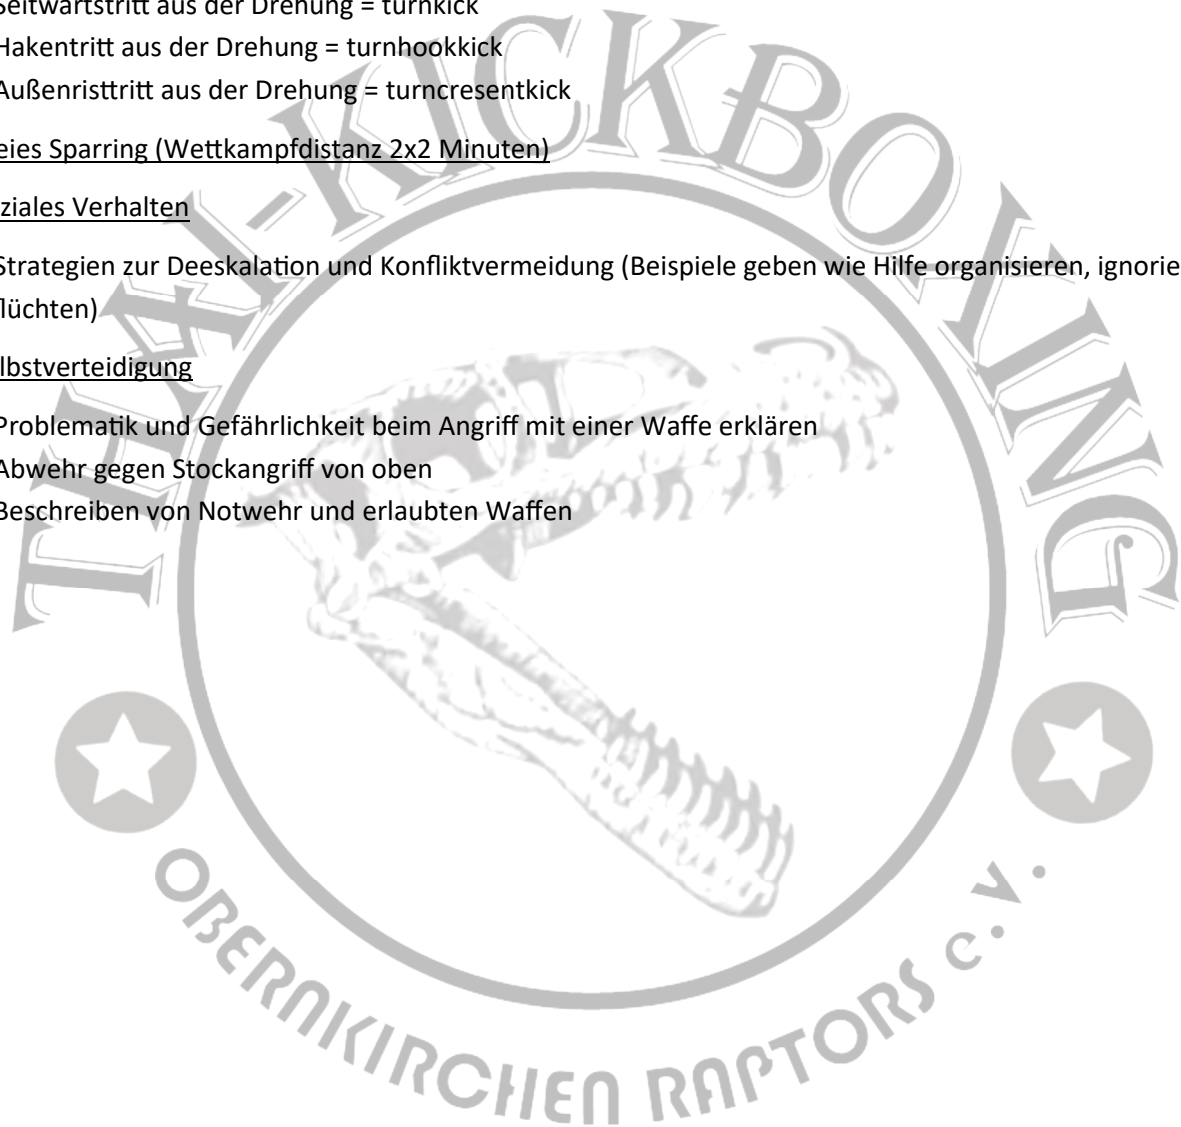 Seitwärtstritt aus der Drehung = turnkick
Hakentritt aus der Drehung = turnhookkick
Außenristtritt aus der Drehung = turncresentkick
eies Sparring (Wettkampfdistanz 2x2 Minuten)
ziales Verhalten
Strategien zur Deeskalation und Konfliktvermeidung (Beispiele geben wie Hilfe organisieren, ignorie
flüchten)
lbstverteidigung
Problematik und Gefährlichkeit beim Angriff mit einer Waffe erklären
Abwehr gegen Stockangriff von oben
Beschreiben von Notwehr und erlaubten Waffen
THAI-KICKBOXING
OBERNKIRCHEN RAPTORS e.V.